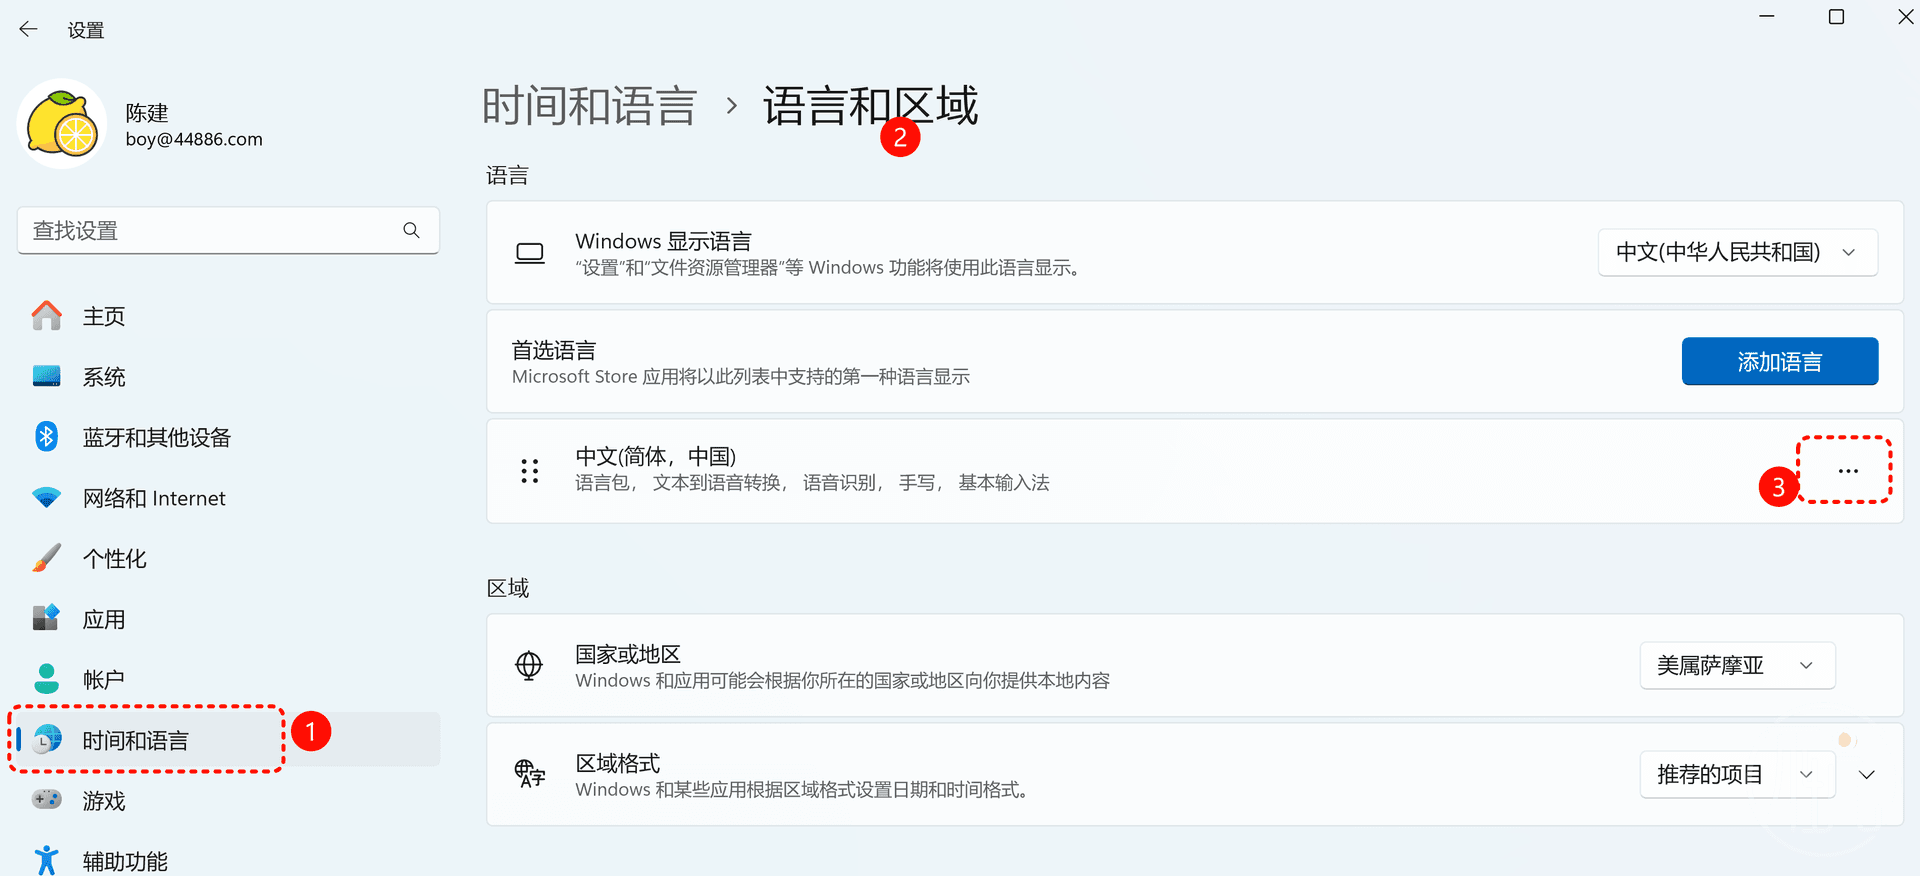 设置
陈建
boy@44886.com
查找设置
主页
系统
蓝牙和其他设备
网络和 Internet
个性化
应用
帐户
时间和语言
1
游戏
辅助功能
时间和语言 > 语言和区域
2
语言
Windows 显示语言
“设置”和“文件资源管理器”等 Windows 功能将使用此语言显示。
中文(中华人民共和国)
首选语言
Microsoft Store 应用将以此列表中支持的第一种语言显示
添加语言
中文(简体，中国)
语言包， 文本到语音转换， 语音识别， 手写， 基本输入法
...
3
区域
国家或地区
Windows 和应用可能会根据你所在的国家或地区向你提供本地内容
美属萨摩亚
区域格式
Windows 和某些应用根据区域格式设置日期和时间格式。
推荐的项目